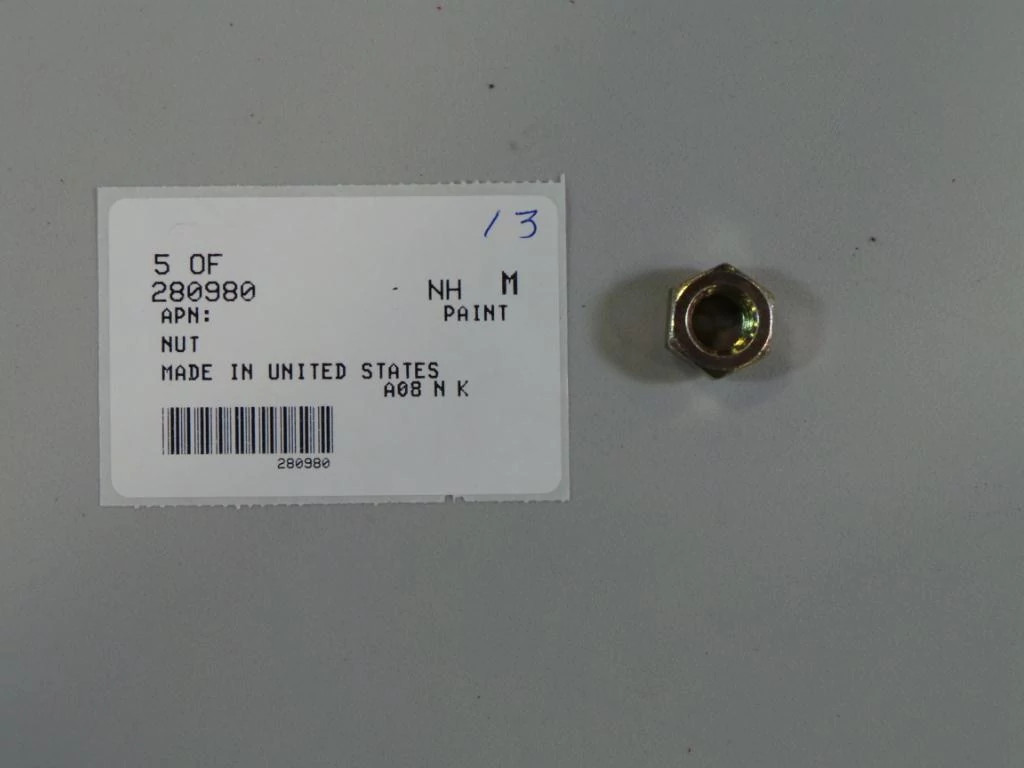 13
5 OF
280980 NH M
APN: PAINT
NUT
MADE IN UNITED STATES
A08 N K
280980